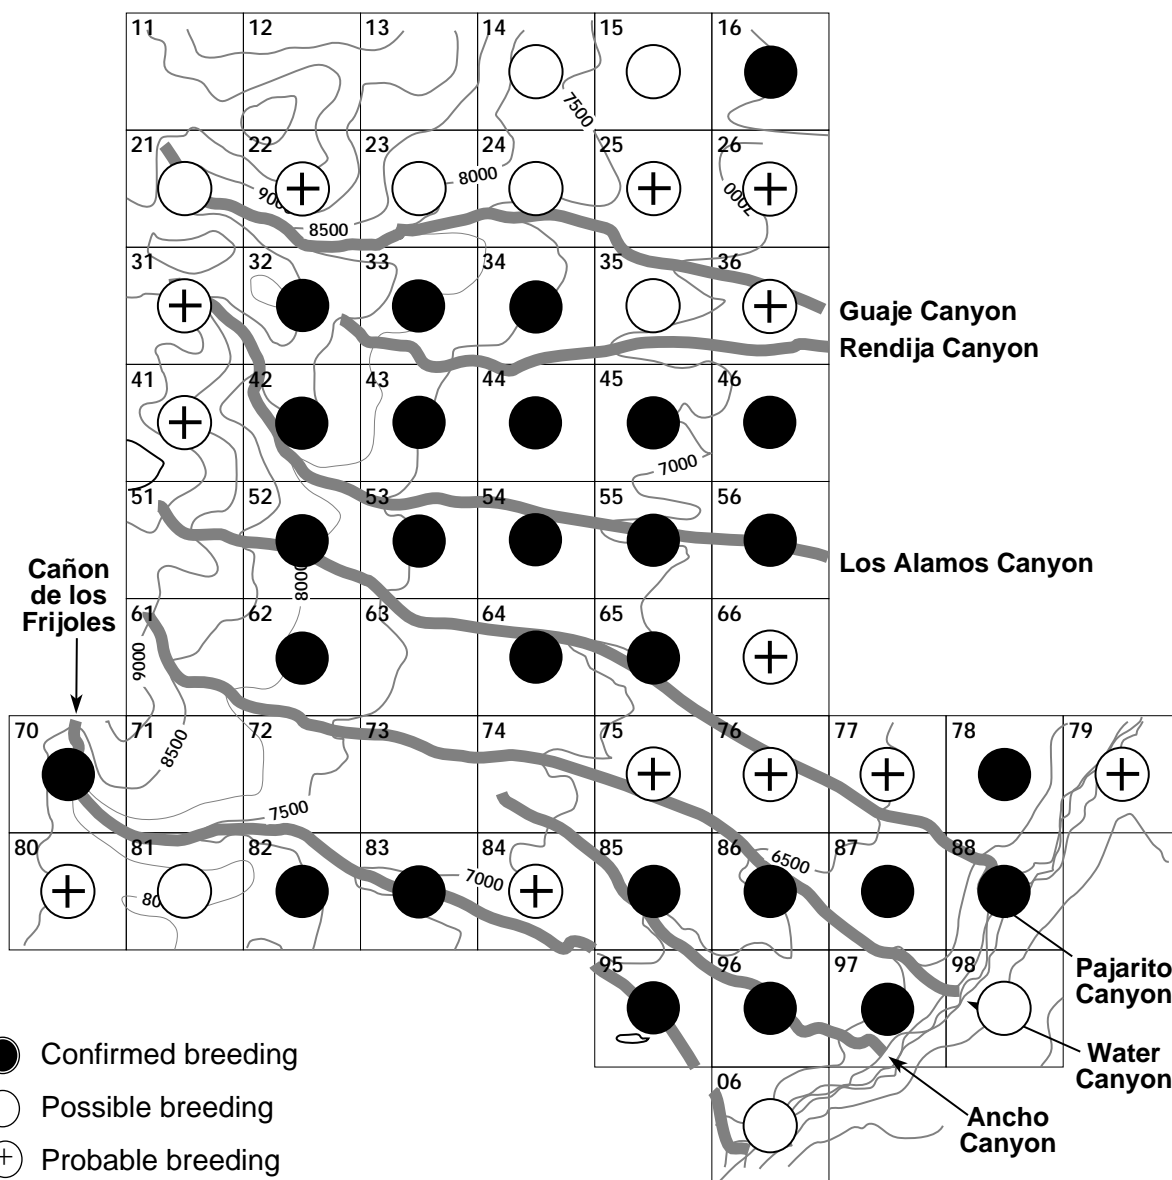 11 12 13 14 15 16
7500
21 22 23 24 25 26
8000
9000
7000
8500
31 32 33 34 35 36
Guaje Canyon
Rendija Canyon
41 42 43 44 45 46
7000
51 52 53 54 55 56
Los Alamos Canyon
Cañon
de los
Frijoles
8000
61 62 63 64 65 66
9000
70 71 72 73 74 75 76 77 78 79
8500
7500
80 81 82 83 84 85 86 87 88
6500
7000
80
95 96 97 98
Pajarito
Canyon
Water
Canyon
06
Ancho
Canyon
Confirmed breeding
Possible breeding
Probable breeding